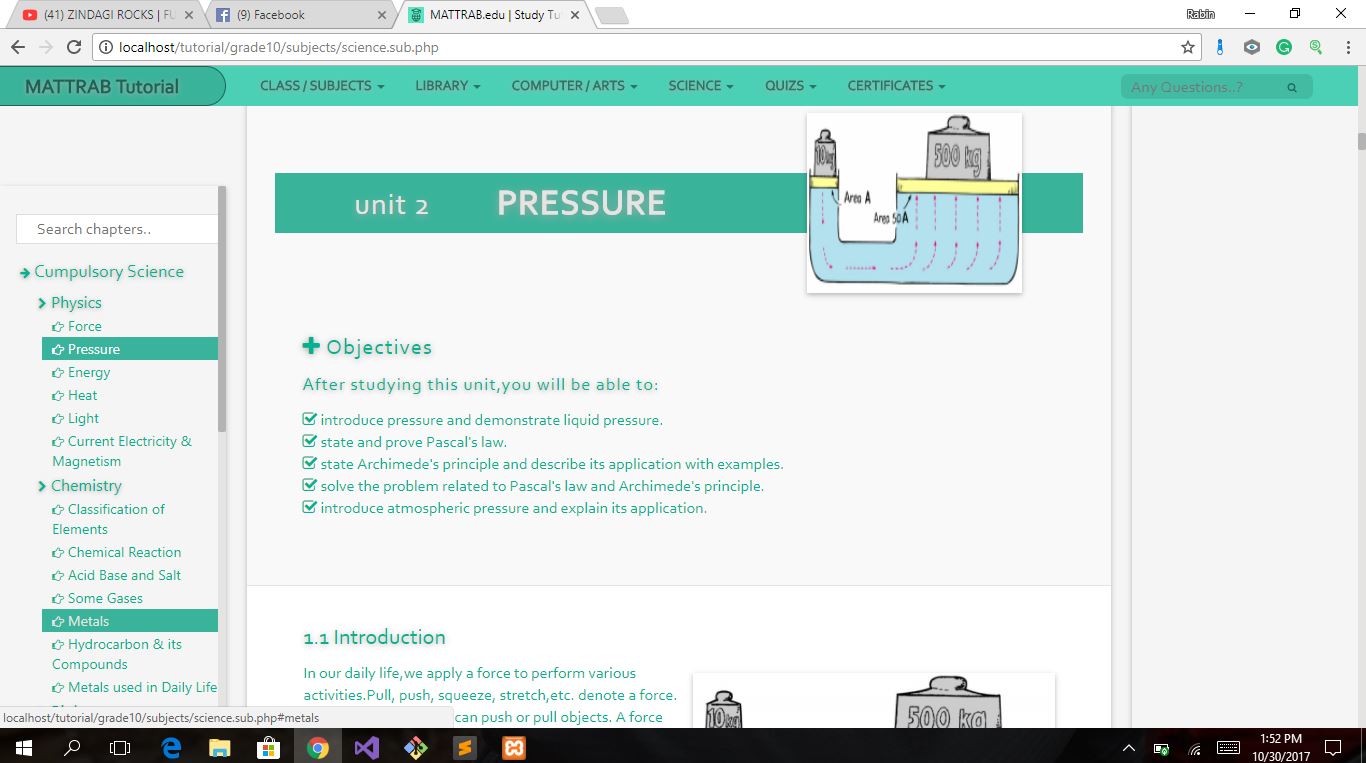 (41) ZINDAGI ROCKS | FU
(9) Facebook
MATTRAB.edu | Study Tu
Rabin
localhost/tutorial/grade10/subjects/science.sub.php
MATTRAB Tutorial
CLASS / SUBJECTS
LIBRARY
COMPUTER / ARTS
SCIENCE
QUIZS
CERTIFICATES
Any Questions..?
Search chapters..
Cumpulsory Science
Physics
Force
Pressure
Energy
Heat
Light
Current Electricity &
Magnetism
Chemistry
Classification of
Elements
Chemical Reaction
Acid Base and Salt
Some Gases
Metals
Hydrocarbon & its
Compounds
Metals used in Daily Life
unit 2 PRESSURE
10kg
500 kg
Area A
Area 50A
Objectives
After studying this unit,you will be able to:
introduce pressure and demonstrate liquid pressure.
state and prove Pascal's law.
state Archimede's principle and describe its application with examples.
solve the problem related to Pascal's law and Archimede's principle.
introduce atmospheric pressure and explain its application.
1.1 Introduction
In our daily life,we apply a force to perform various
activities.Pull, push, squeeze, stretch,etc. denote a force.
can push or pull objects. A force
10kg
500 kg
localhost/tutorial/grade10/subjects/science.sub.php#metals
1:52 PM
10/30/2017